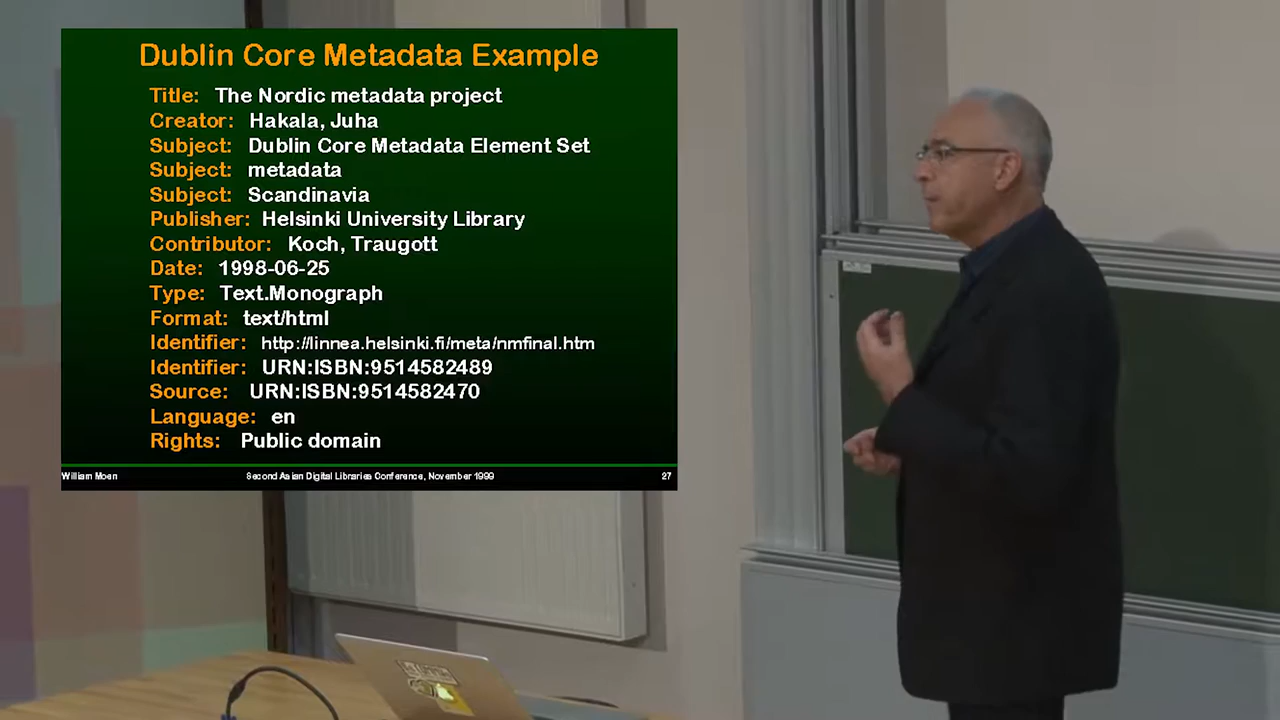 Dublin Core Metadata Example
Title: The Nordic metadata project
Creator: Hakala, Juha
Subject: Dublin Core Metadata Element Set
Subject: metadata
Subject: Scandinavia
Publisher: Helsinki University Library
Contributor: Koch, Traugott
Date: 1998-06-25
Type: Text.Monograph
Format: text/html
Identifier: http://linnea.helsinki.fi/meta/nmfinal.htm
Identifier: URN:ISBN:9514582489
Source: URN:ISBN:9514582470
Language: en
Rights: Public domain
William Moen Second Asian Digital Libraries Conference, November 1999 27